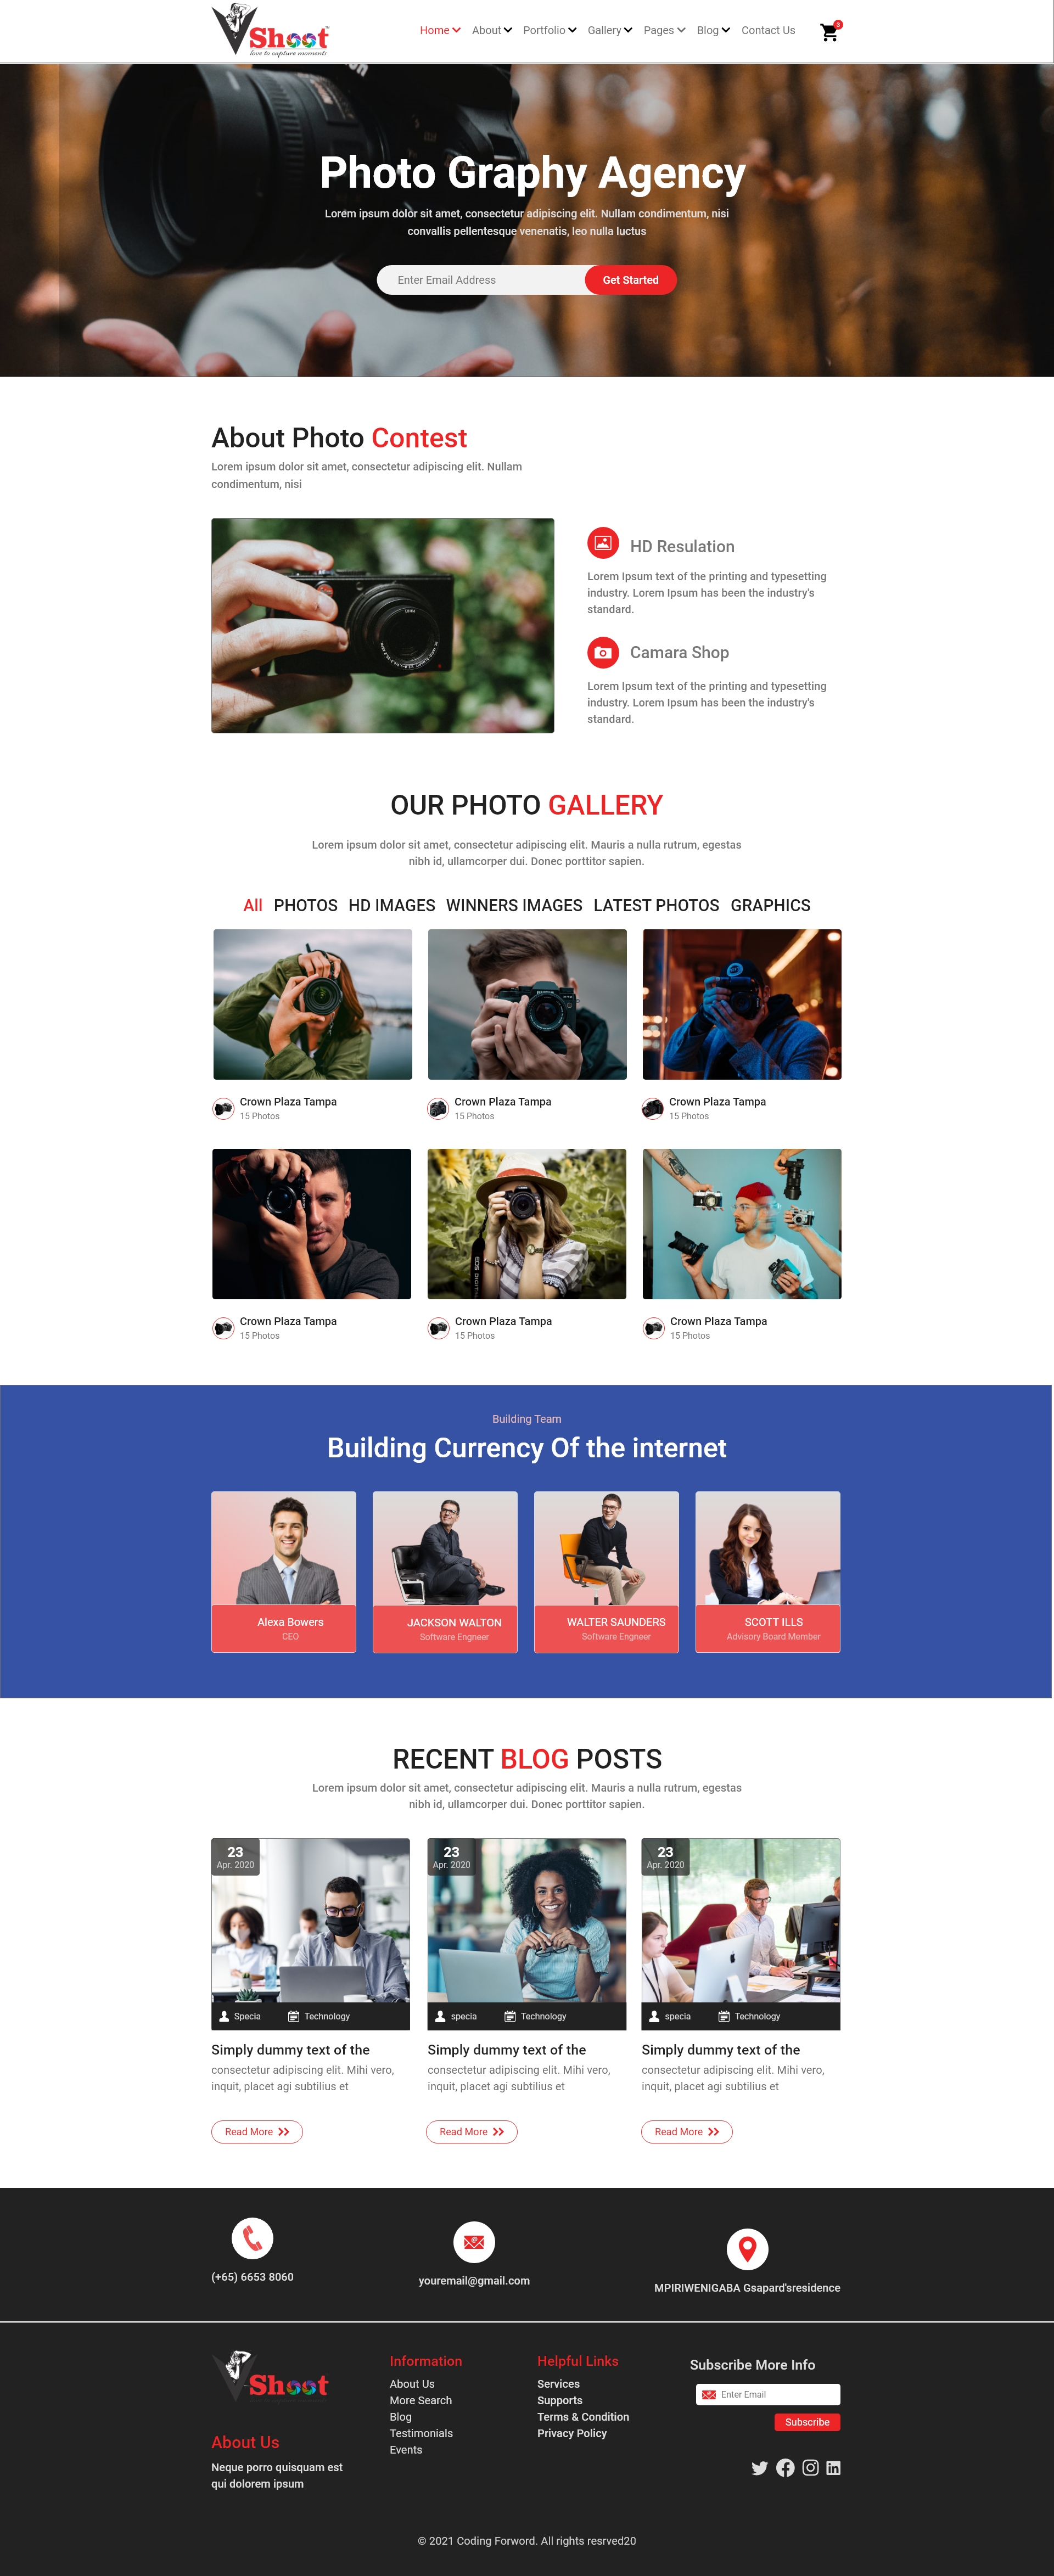 VShoot
love to capture moments
Home About Portfolio Gallery Pages Blog Contact Us
3
Photo Graphy Agency
Lorem ipsum dolor sit amet, consectetur adipiscing elit. Nullam condimentum, nisi
convallis pellentesque venenatis, leo nulla luctus
Enter Email Address Get Started
About Photo Contest
Lorem ipsum dolor sit amet, consectetur adipiscing elit. Nullam
condimentum, nisi
HD Resulation
Lorem Ipsum text of the printing and typesetting
industry. Lorem Ipsum has been the industry's
standard.
Camara Shop
Lorem Ipsum text of the printing and typesetting
industry. Lorem Ipsum has been the industry's
standard.
OUR PHOTO GALLERY
Lorem ipsum dolor sit amet, consectetur adipiscing elit. Mauris a nulla rutrum, egestas
nibh id, ullamcorper dui. Donec porttitor sapien.
All PHOTOS HD IMAGES WINNERS IMAGES LATEST PHOTOS GRAPHICS
Crown Plaza Tampa
15 Photos
Crown Plaza Tampa
15 Photos
Crown Plaza Tampa
15 Photos
Crown Plaza Tampa
15 Photos
Crown Plaza Tampa
15 Photos
Crown Plaza Tampa
15 Photos
Building Team
Building Currency Of the internet
Alexa Bowers
CEO
JACKSON WALTON
Software Engneer
WALTER SAUNDERS
Software Engneer
SCOTT ILLS
Advisory Board Member
RECENT BLOG POSTS
Lorem ipsum dolor sit amet, consectetur adipiscing elit. Mauris a nulla rutrum, egestas
nibh id, ullamcorper dui. Donec porttitor sapien.
23
Apr. 2020
Specia Technology
Simply dummy text of the
consectetur adipiscing elit. Mihi vero,
inquit, placet agi subtilius et
Read More
23
Apr. 2020
specia Technology
Simply dummy text of the
consectetur adipiscing elit. Mihi vero,
inquit, placet agi subtilius et
Read More
23
Apr. 2020
specia Technology
Simply dummy text of the
consectetur adipiscing elit. Mihi vero,
inquit, placet agi subtilius et
Read More
(+65) 6653 8060
youremail@gmail.com
MPIRIWENIGABA Gsapard'sresidence
VShoot
About Us
Neque porro quisquam est
qui dolorem ipsum
Information
About Us
More Search
Blog
Testimonials
Events
Helpful Links
Services
Supports
Terms & Condition
Privacy Policy
Subscribe More Info
Enter Email
Subscribe
© 2021 Coding Forword. All rights resrved20